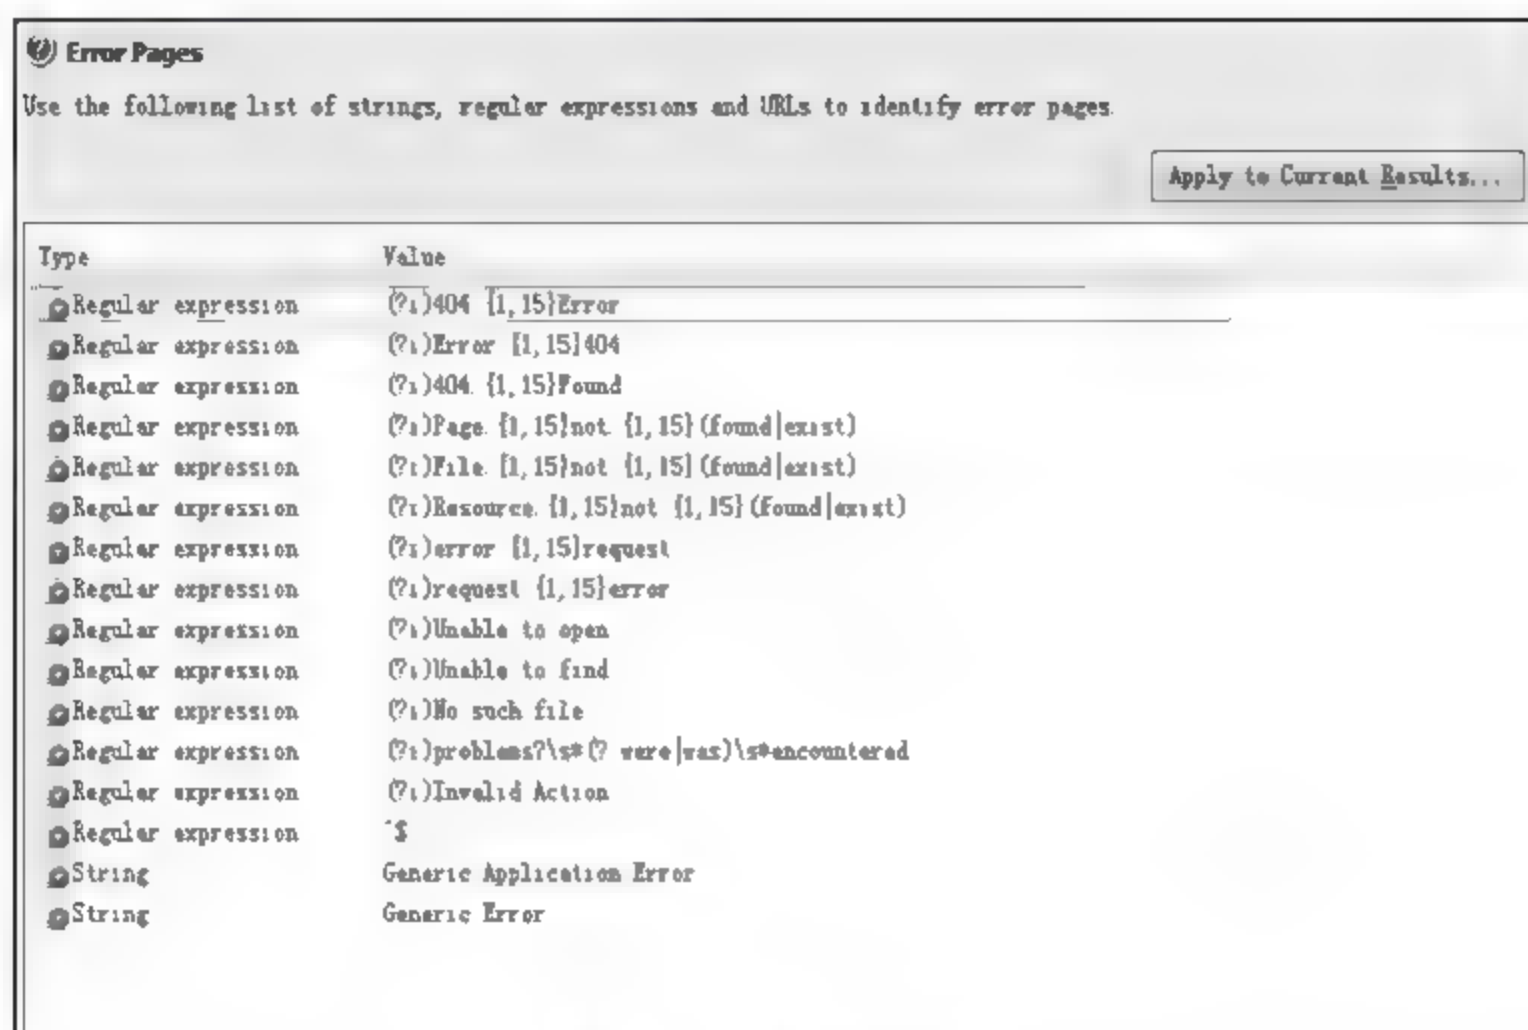 Error Pages
Use the following list of strings, regular expressions and URLs to identify error pages.
Apply to Current Results...
Type Value
Regular expression (?i)404 {1,15}Error
Regular expression (?i)Error {1,15}404
Regular expression (?i)404.{1,15}Found
Regular expression (?i)Page.{1,15}not.{1,15}(found|exist)
Regular expression (?i)File.{1,15}not {1,15}(found|exist)
Regular expression (?i)Resource.{1,15}not {1,15}(found|exist)
Regular expression (?i)error {1,15}request
Regular expression (?i)request {1,15}error
Regular expression (?i)Unable to open
Regular expression (?i)Unable to find
Regular expression (?i)No such file
Regular expression (?i)problems?\s*(? were|was)\s*encountered
Regular expression (?i)Invalid Action
Regular expression ^$
String Generic Application Error
String Generic Error